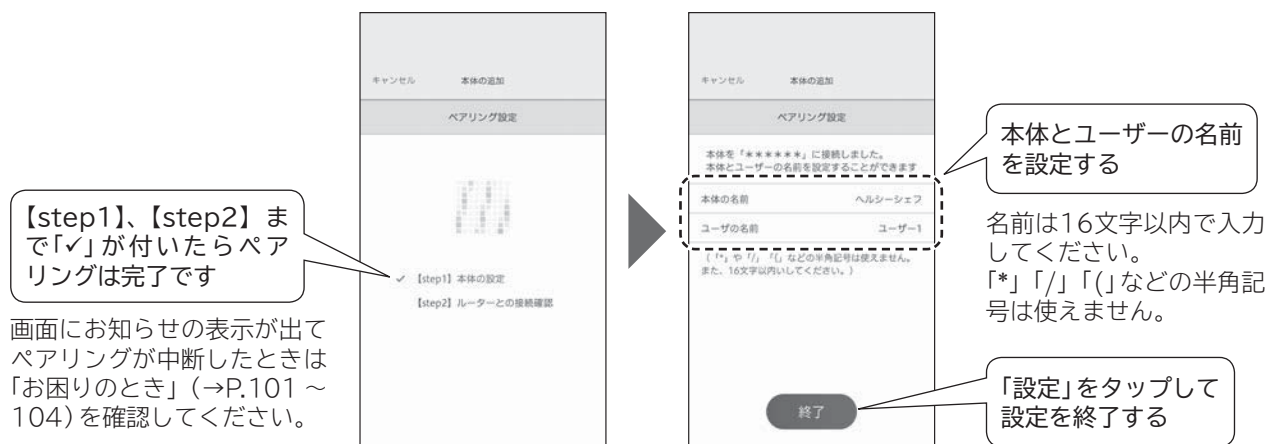 【step1】、【step2】ま
で「✓」が付いたらペア
リングは完了です
画面にお知らせの表示が出て
ペアリングが中断したときは
「お困りのとき」（→P.101～
104）を確認してください。
キャンセル 本体の追加
ペアリング設定
✓ 【step1】本体の設定
【step2】ルーターとの接続確認
キャンセル 本体の追加
ペアリング設定
本体を「＊＊＊＊＊＊」に接続しました。
本体とユーザーの名前を設定することができます
本体の名前 ヘルシーシェフ
ユーザの名前 ユーザー1
（「*」や「/」「(」などの半角記号は使えません。
また、16文字以内いしてください。）
終了
本体とユーザーの名前
を設定する
名前は16文字以内で入力
してください。
「*」「/」「(」などの半角記
号は使えません。
「設定」をタップして
設定を終了する